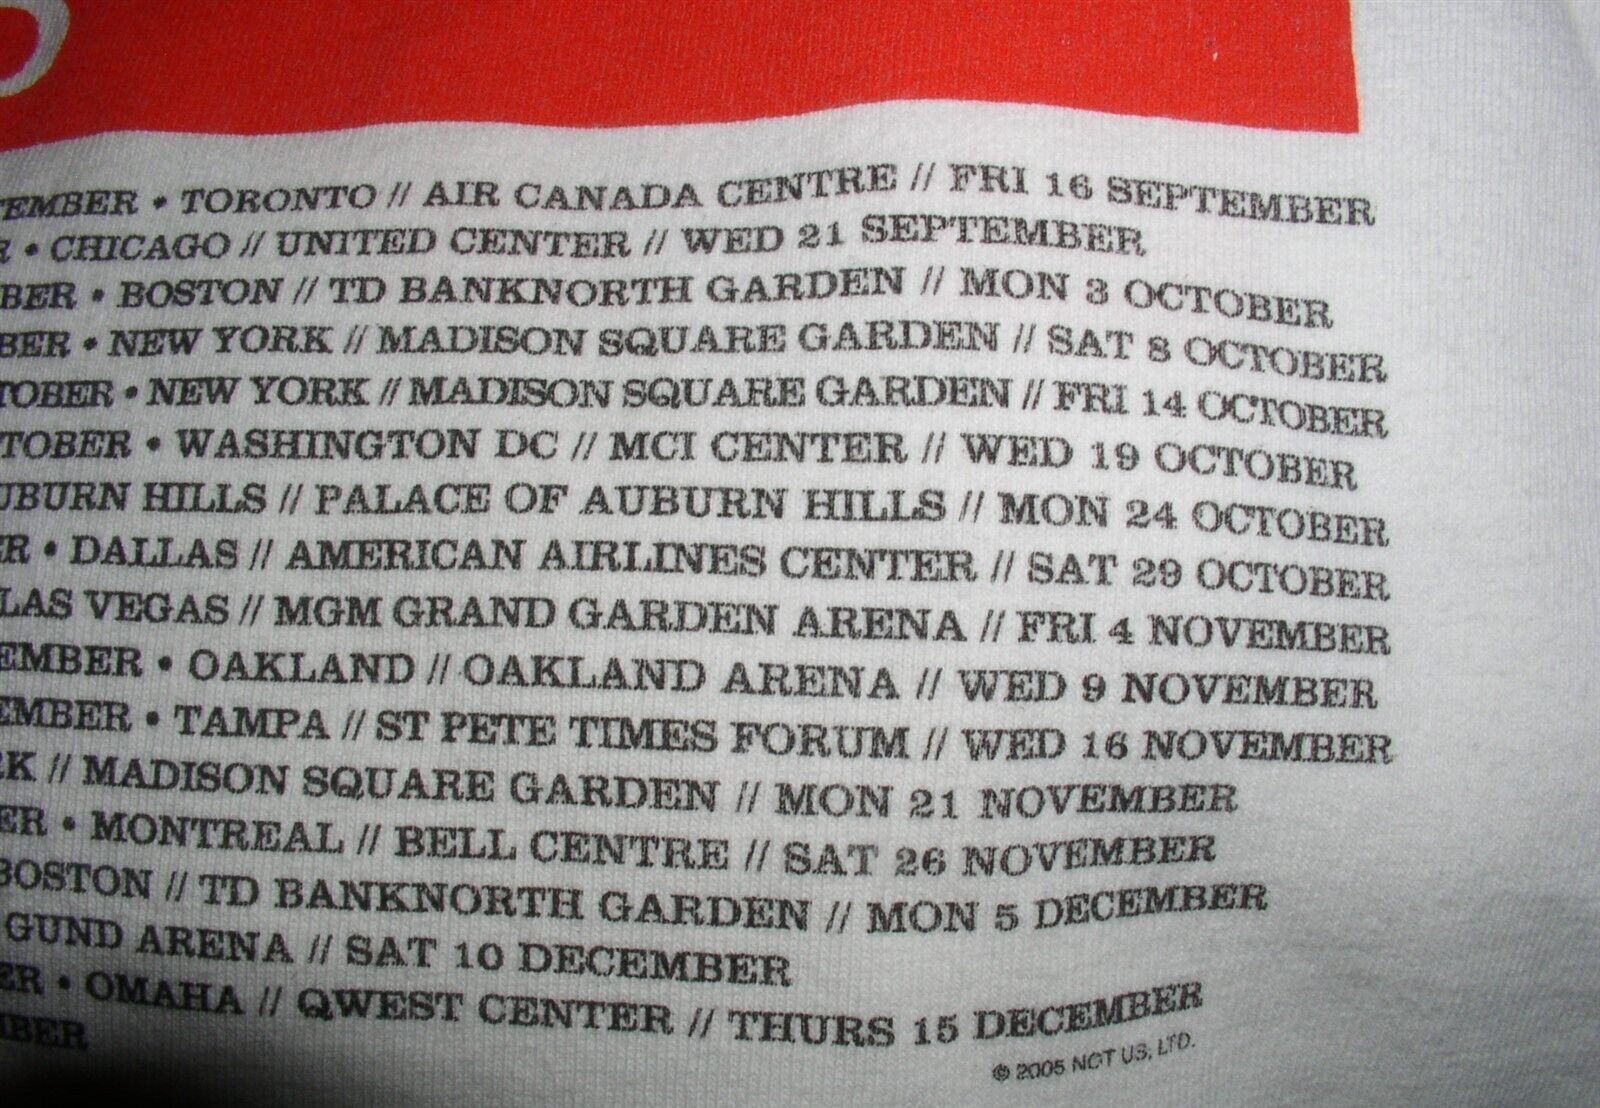 TEMBER • TORONTO // AIR CANADA CENTRE // FRI 16 SEPTEMBER
R • CHICAGO // UNITED CENTER // WED 21 SEPTEMBER
BER • BOSTON // TD BANKNORTH GARDEN // MON 3 OCTOBER
BER • NEW YORK // MADISON SQUARE GARDEN // SAT 8 OCTOBER
TOBER • NEW YORK // MADISON SQUARE GARDEN // FRI 14 OCTOBER
TOBER • WASHINGTON DC // MCI CENTER // WED 19 OCTOBER
UBURN HILLS // PALACE OF AUBURN HILLS // MON 24 OCTOBER
ER • DALLAS // AMERICAN AIRLINES CENTER // SAT 29 OCTOBER
LAS VEGAS // MGM GRAND GARDEN ARENA // FRI 4 NOVEMBER
EMBER • OAKLAND // OAKLAND ARENA // WED 9 NOVEMBER
EMBER • TAMPA // ST PETE TIMES FORUM // WED 16 NOVEMBER
RK // MADISON SQUARE GARDEN // MON 21 NOVEMBER
ER • MONTREAL // BELL CENTRE // SAT 26 NOVEMBER
BOSTON // TD BANKNORTH GARDEN // MON 5 DECEMBER
GUND ARENA // SAT 10 DECEMBER
ER • OMAHA // QWEST CENTER // THURS 15 DECEMBER
MBER
© 2005 NOT US, LTD.